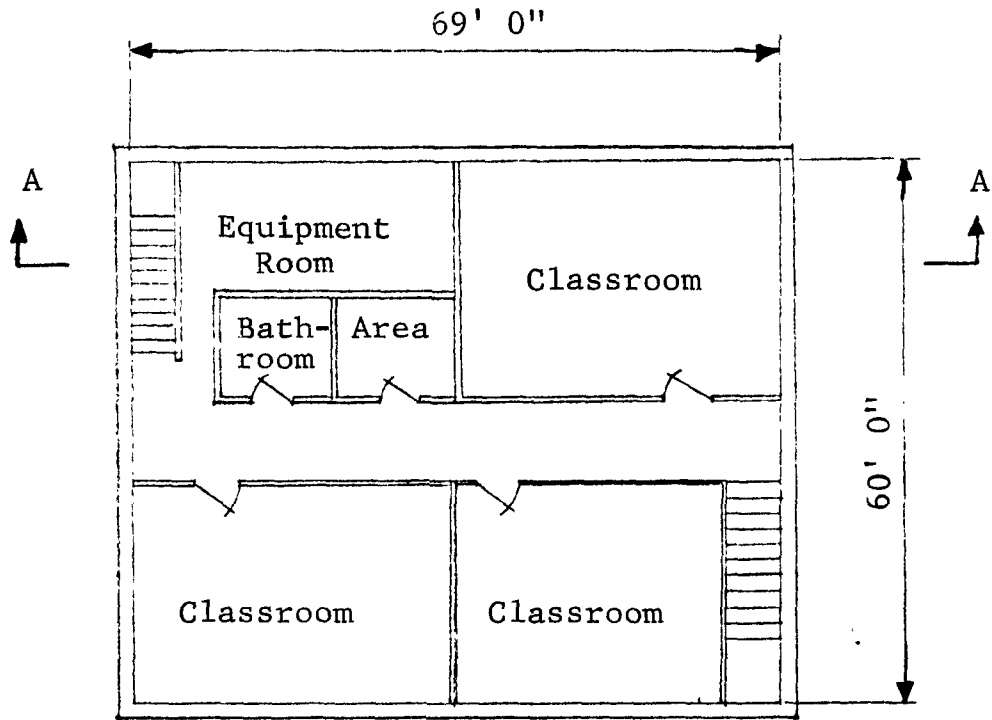 69' 0"
A
A
Equipment
Room
Classroom
Bath-
room
Area
60' 0"
Classroom
Classroom